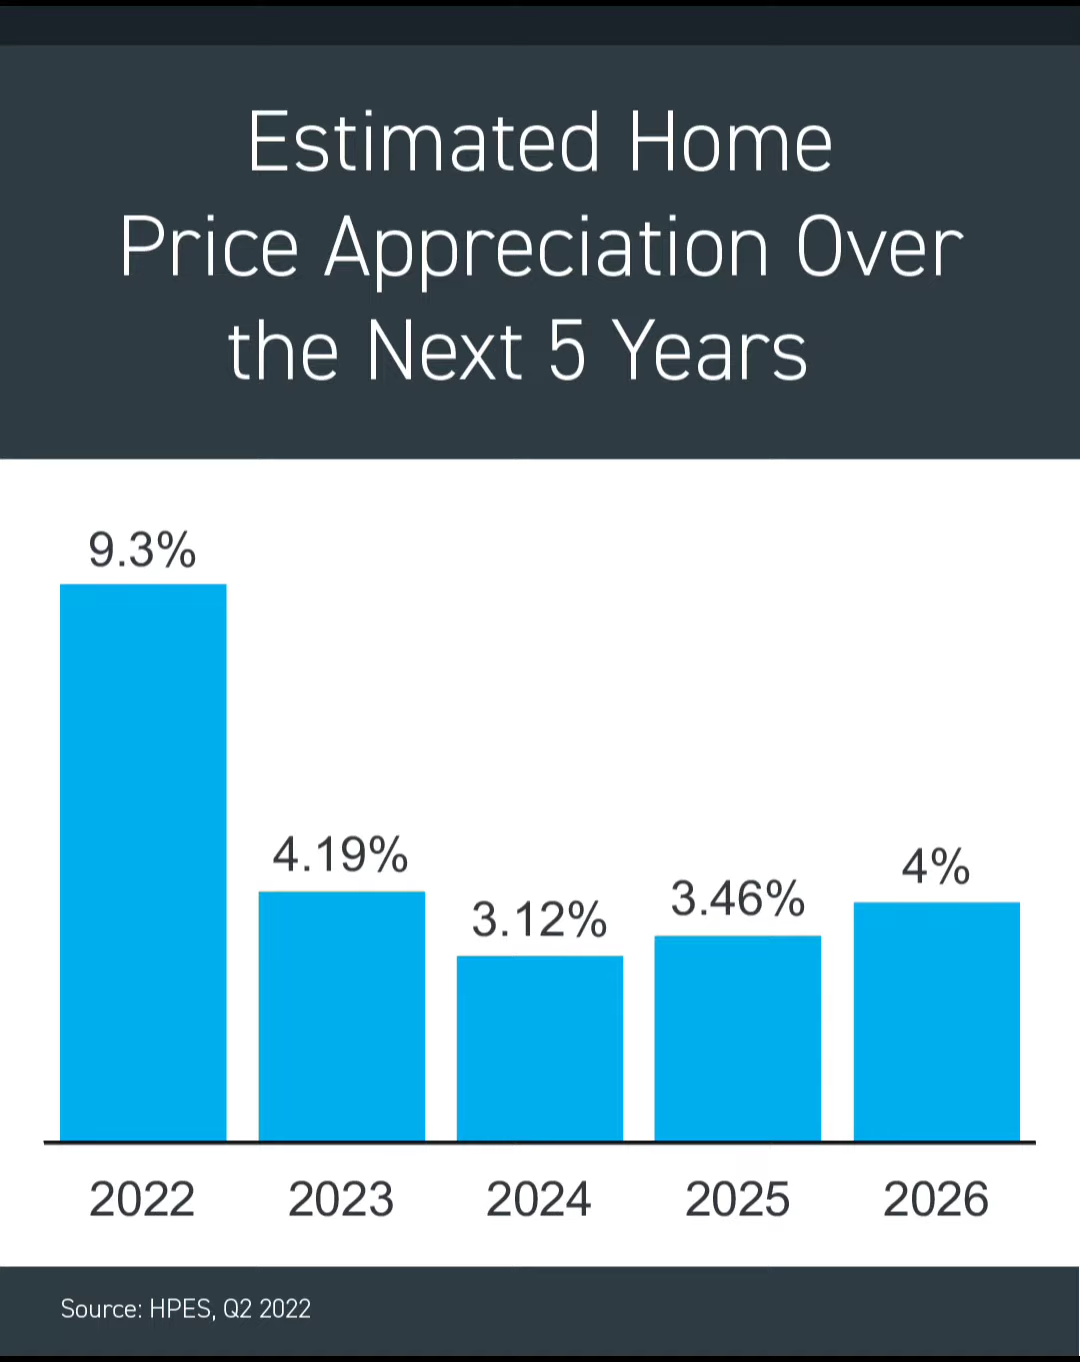 Estimated Home
Price Appreciation Over
the Next 5 Years
9.3%
4.19%
3.12%
3.46%
4%
2022 2023 2024 2025 2026
Source: HPES, Q2 2022